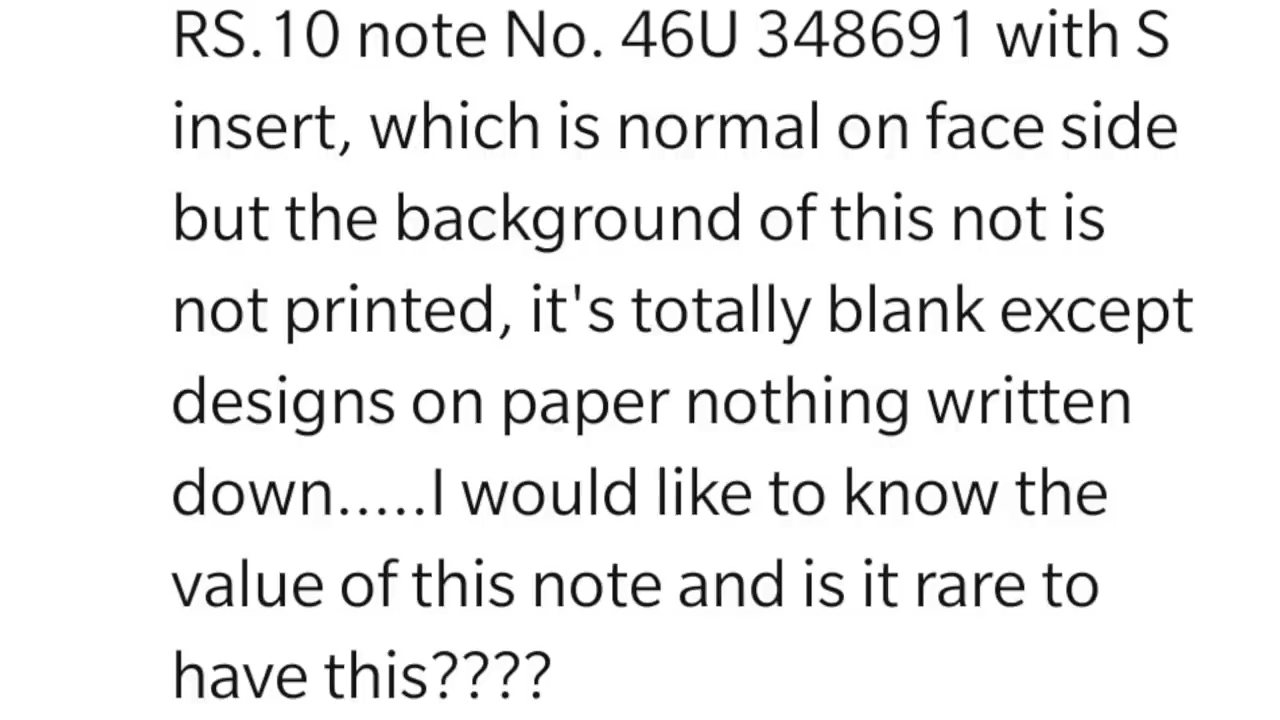 RS.10 note No. 46U 348691 with S
insert, which is normal on face side
but the background of this not is
not printed, it's totally blank except
designs on paper nothing written
down.....I would like to know the
value of this note and is it rare to
have this????